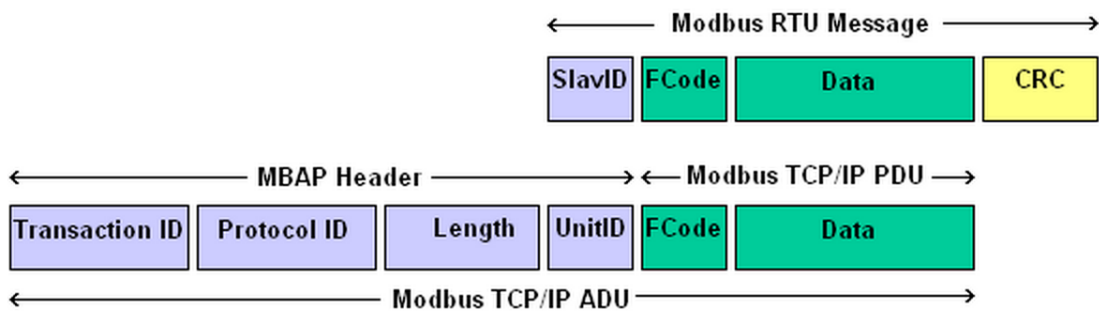 Modbus RTU Message
SlavID FCode Data CRC
MBAP Header Modbus TCP/IP PDU
Transaction ID Protocol ID Length UnitID FCode Data
Modbus TCP/IP ADU